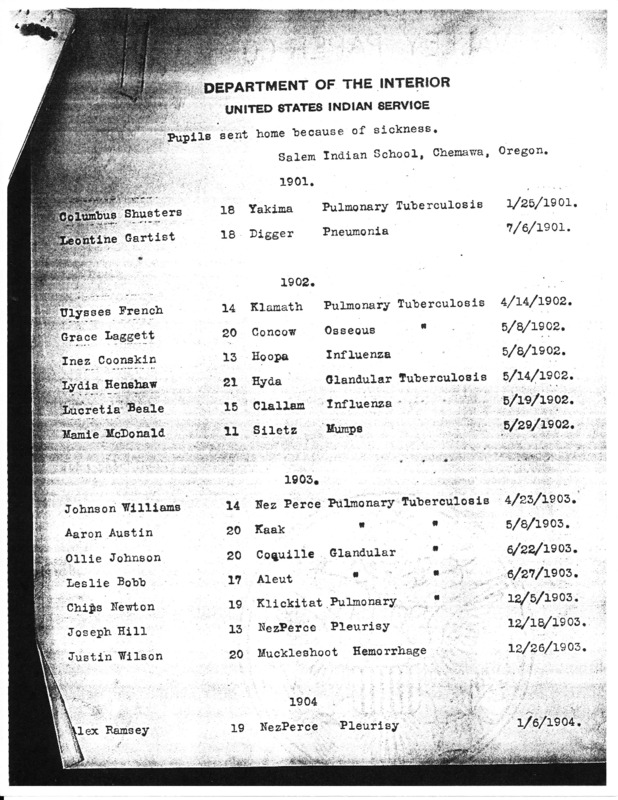 DEPARTMENT OF THE INTERIOR
UNITED STATES INDIAN SERVICE
Pupils sent home because of sickness.
Salem Indian School, Chemawa, Oregon.
1901.
Columbus Shusters 18 Yakima Pulmonary Tuberculosis 1/25/1901.
Leontine Gartist 18 Digger Pneumonia 7/6/1901.
1902.
Ulysses French 14 Klamath Pulmonary Tuberculosis 4/14/1902.
Grace Laggett 20 Concow Osseous " 5/8/1902.
Inez Coonskin 13 Hoopa Influenza 5/8/1902.
Lydia Henshaw 21 Hyda Glandular Tuberculosis 5/14/1902.
Lucretia Beale 15 Clallam Influenza 5/19/1902.
Mamie McDonald 11 Siletz Mumps 5/29/1902.
1903.
Johnson Williams 14 Nez Perce Pulmonary Tuberculosis 4/23/1903.
Aaron Austin 20 Kaak " " 5/8/1903.
Ollie Johnson 20 Coquille Glandular " 6/22/1903.
Leslie Bobb 17 Aleut " " 6/27/1903.
Chips Newton 19 Klickitat Pulmonary " 12/5/1903.
Joseph Hill 13 NezPerce Pleurisy 12/18/1903.
Justin Wilson 20 Muckleshoot Hemorrhage 12/26/1903.
1904
Alex Ramsey 19 NezPerce Pleurisy 1/6/1904.